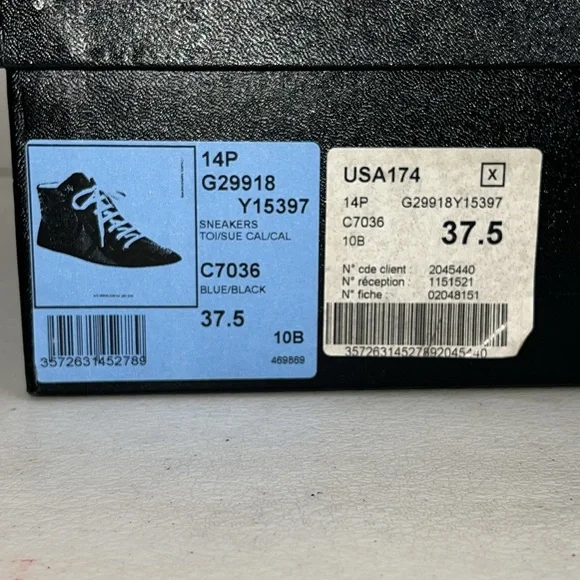 14P
G29918
Y15397
SNEAKERS
TOI/SUE CAL/CAL
C7036
BLUE/BLACK
37.5
10B
3572631452789
469869
USA174 X
14P G29918Y15397
C7036
10B 37.5
N° cde client : 2045440
N° réception : 1151521
N° fiche : 02048151
35726314527892045440